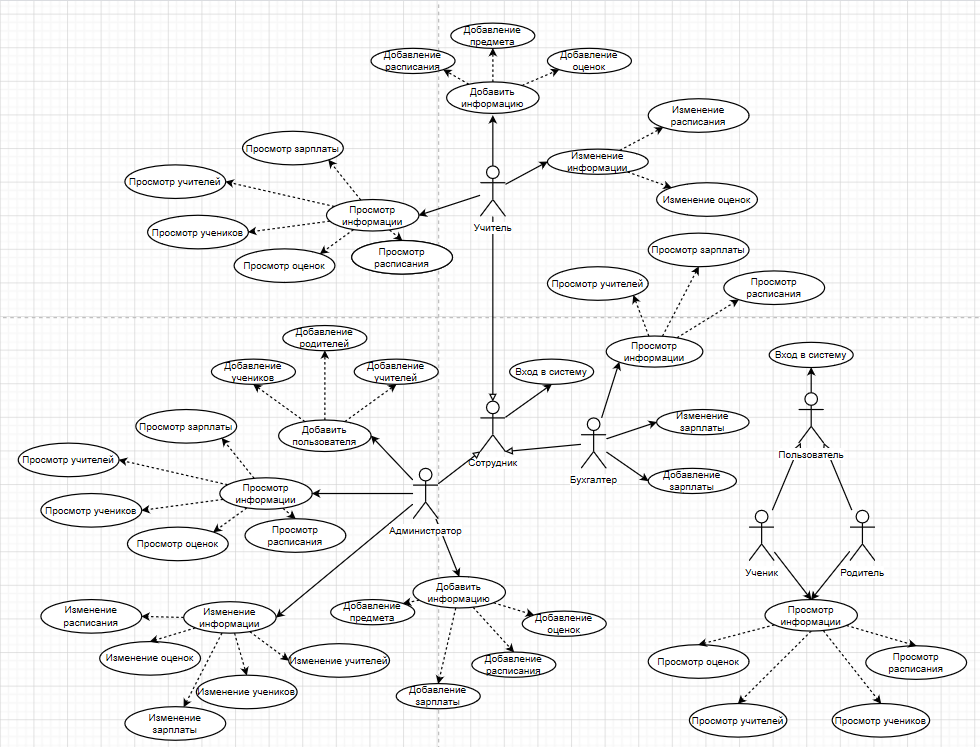 Добавление
предмета
Добавление
расписания
Добавление
оценок
Добавить
информацию
Изменение
расписания
Изменение
информации
Изменение оценок
Просмотр зарплаты
Просмотр учителей
Просмотр
информации
Просмотр учеников
Просмотр оценок
Просмотр
расписания
Учитель
Просмотр зарплаты
Просмотр учителей
Просмотр
расписания
Просмотр
информации
Добавление
родителей
Добавление
учеников
Добавление
учителей
Добавить
пользователя
Вход в систему
Вход в систему
Изменение
зарплаты
Добавление
зарплаты
Сотрудник
Бухгалтер
Пользователь
Просмотр зарплаты
Просмотр учителей
Просмотр
информации
Просмотр учеников
Просмотр оценок
Просмотр
расписания
Администратор
Ученик
Родитель
Изменение
расписания
Изменение
информации
Изменение оценок
Изменение учителей
Изменение учеников
Изменение
зарплаты
Добавить
информацию
Добавление
предмета
Добавление
оценок
Добавление
расписания
Добавление
зарплаты
Просмотр
информации
Просмотр оценок
Просмотр
расписания
Просмотр учителей
Просмотр учеников